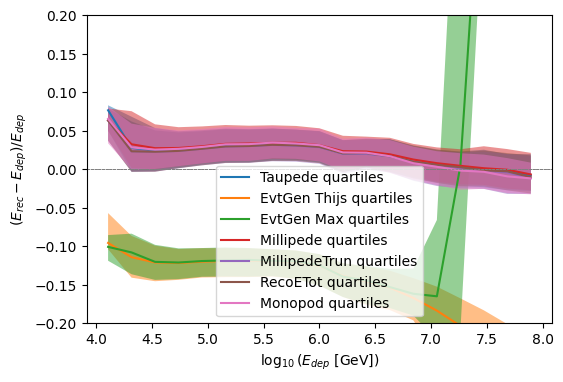 0.20
0.15
0.10
0.05
0.00
−0.05
−0.10
−0.15
−0.20
(E_rec − E_dep)/E_dep
Taupede quartiles
EvtGen Thijs quartiles
EvtGen Max quartiles
Millipede quartiles
MillipedeTrun quartiles
RecoETot quartiles
Monopod quartiles
4.0 4.5 5.0 5.5 6.0 6.5 7.0 7.5 8.0
log₁₀(E_dep [GeV])